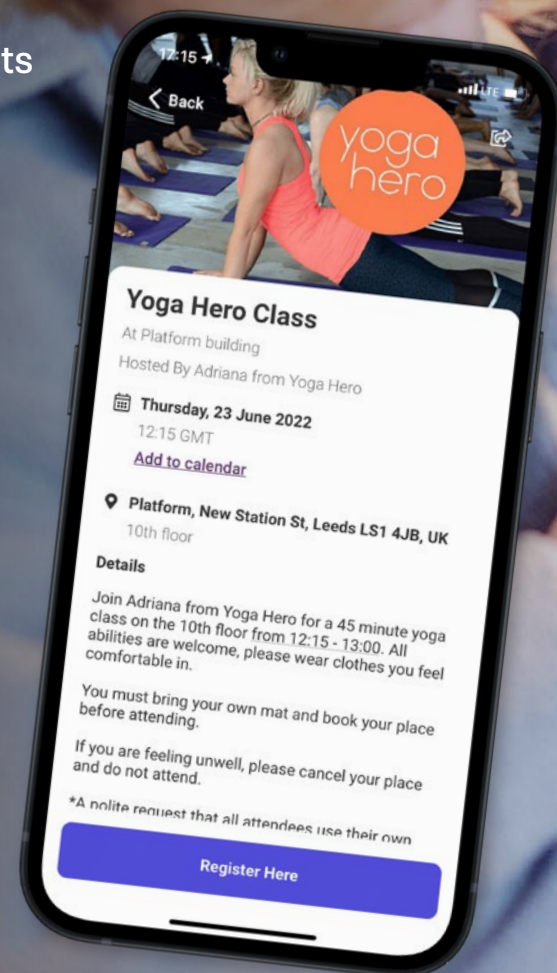 ts
12:15
LTE
Back
yoga
hero
Yoga Hero Class
At Platform building
Hosted By Adriana from Yoga Hero
Thursday, 23 June 2022
12:15 GMT
Add to calendar
Platform, New Station St, Leeds LS1 4JB, UK
10th floor
Details
Join Adriana from Yoga Hero for a 45 minute yoga
class on the 10th floor from 12:15 - 13:00. All
abilities are welcome, please wear clothes you feel
comfortable in.
You must bring your own mat and book your place
before attending.
If you are feeling unwell, please cancel your place
and do not attend.
*A polite request that all attendees use their own
Register Here